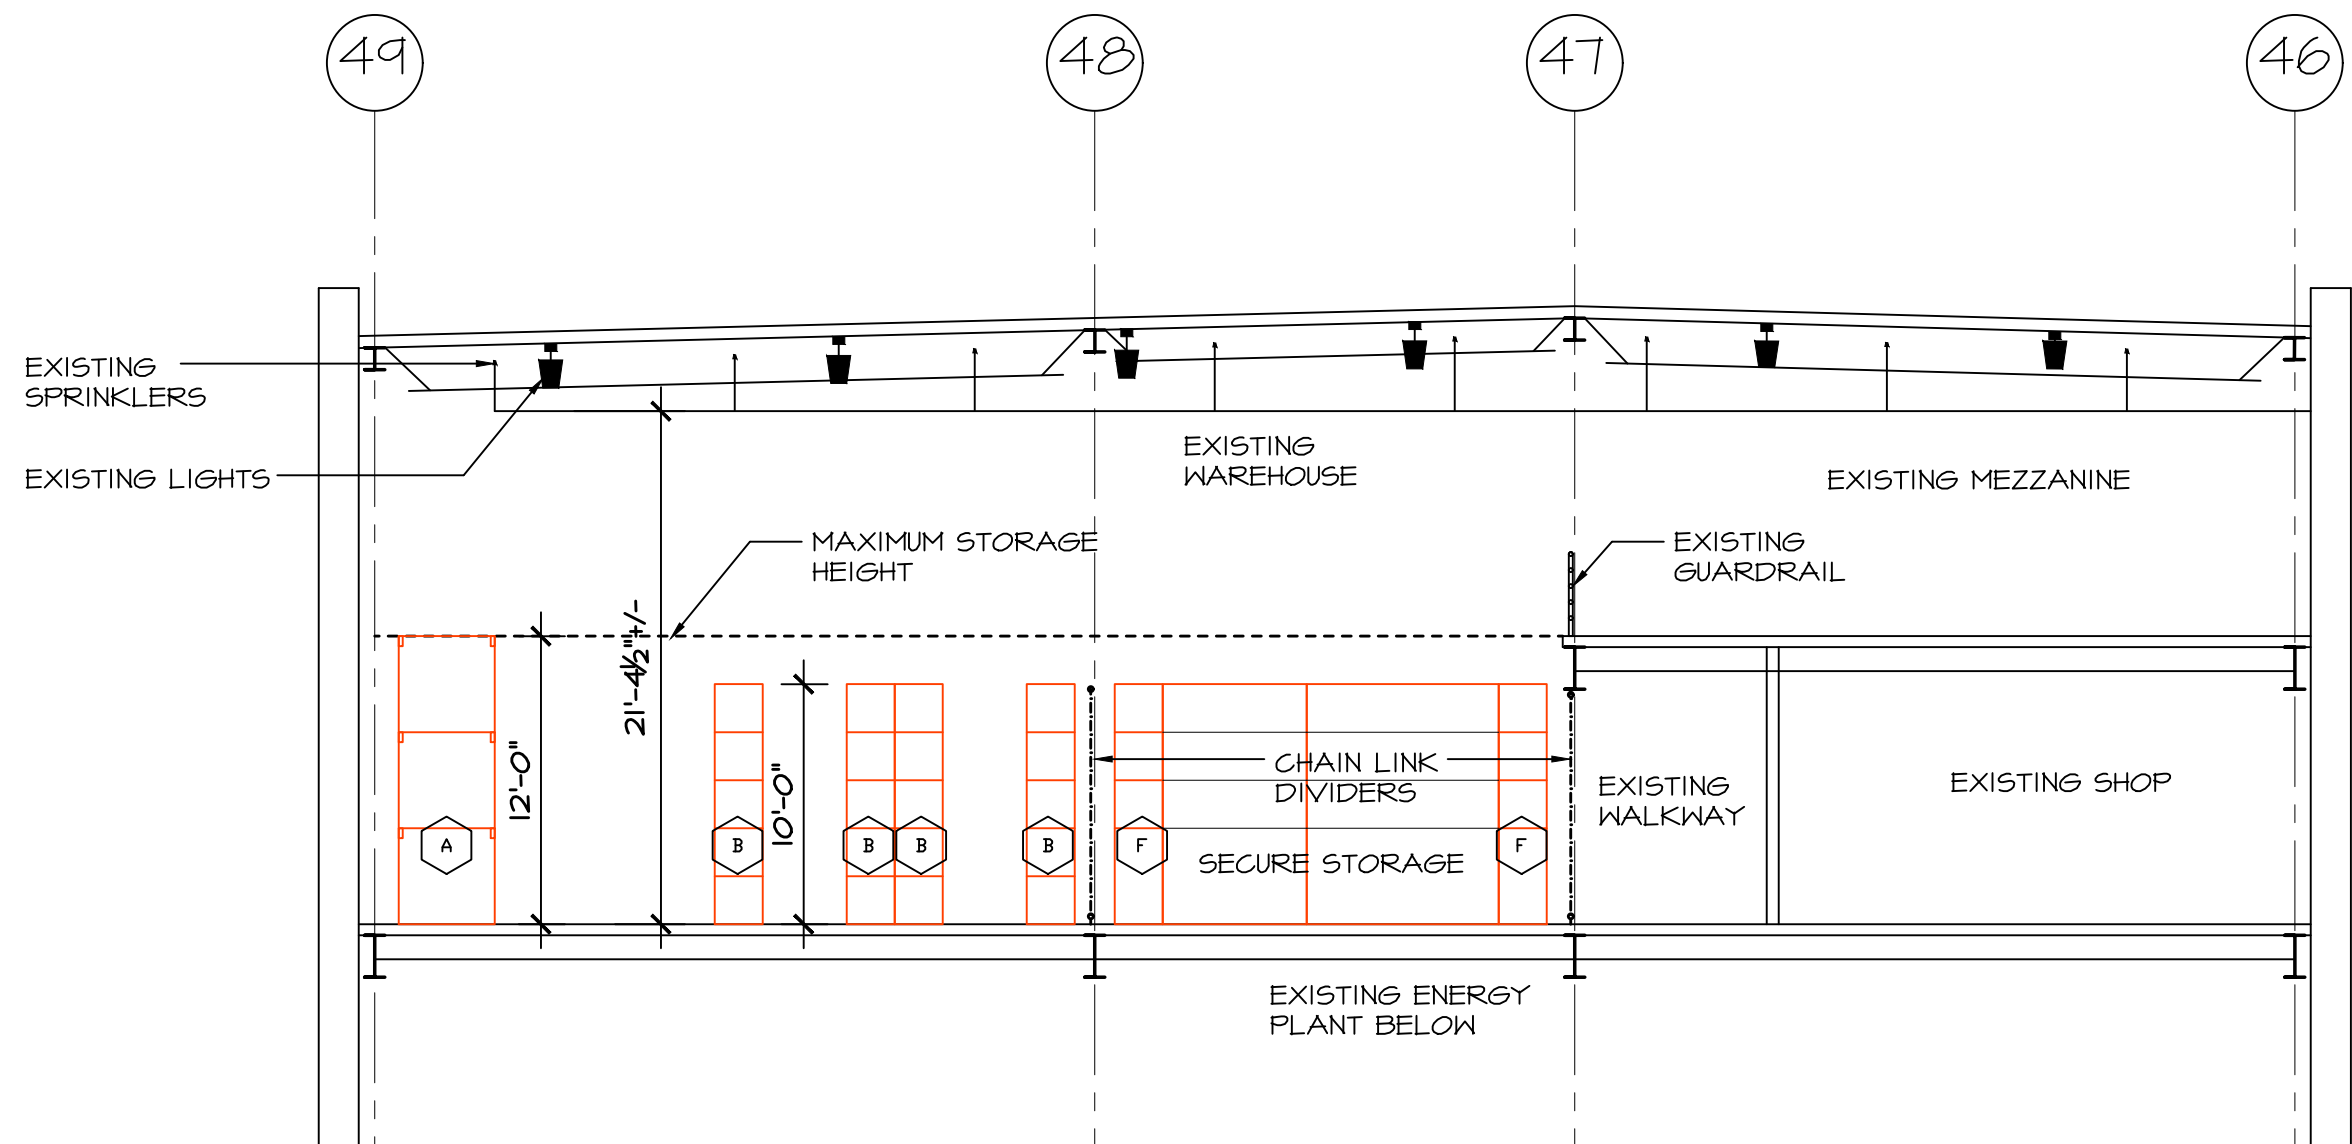 49
48
47
46
EXISTING
SPRINKLERS
EXISTING LIGHTS
EXISTING
WAREHOUSE
EXISTING MEZZANINE
MAXIMUM STORAGE
HEIGHT
EXISTING
GUARDRAIL
21'-4½"+/-
12'-0"
10'-0"
CHAIN LINK
DIVIDERS
EXISTING
WALKWAY
EXISTING SHOP
A
B
B
B
B
F
F
SECURE STORAGE
EXISTING ENERGY
PLANT BELOW